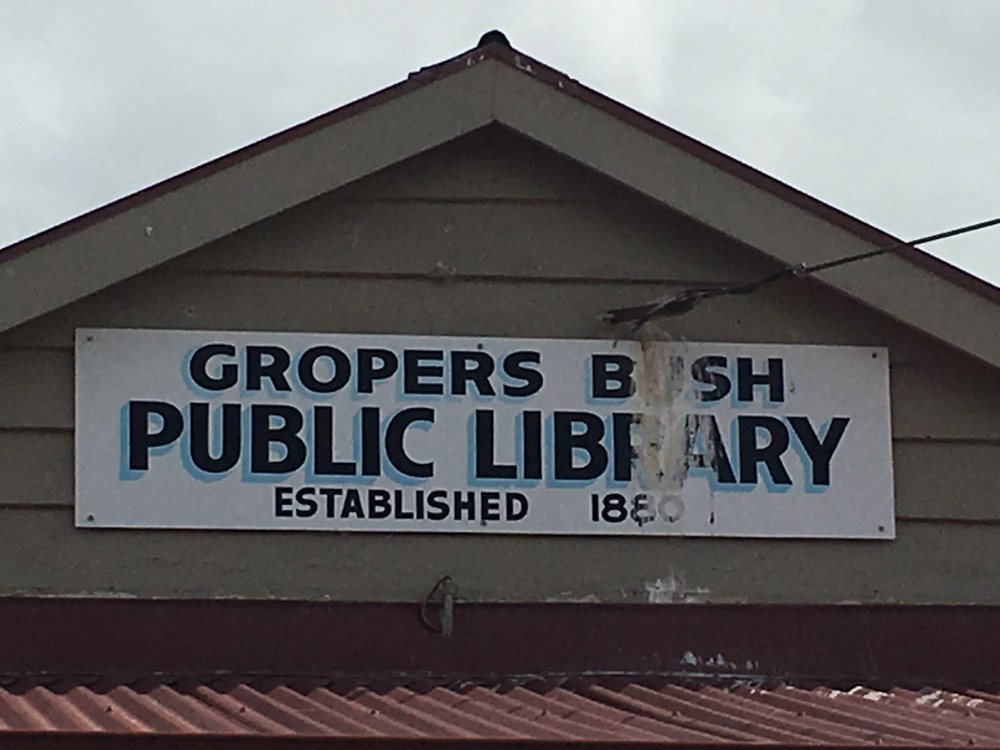 GROPERS BUSH
PUBLIC LIBRARY
ESTABLISHED 1880